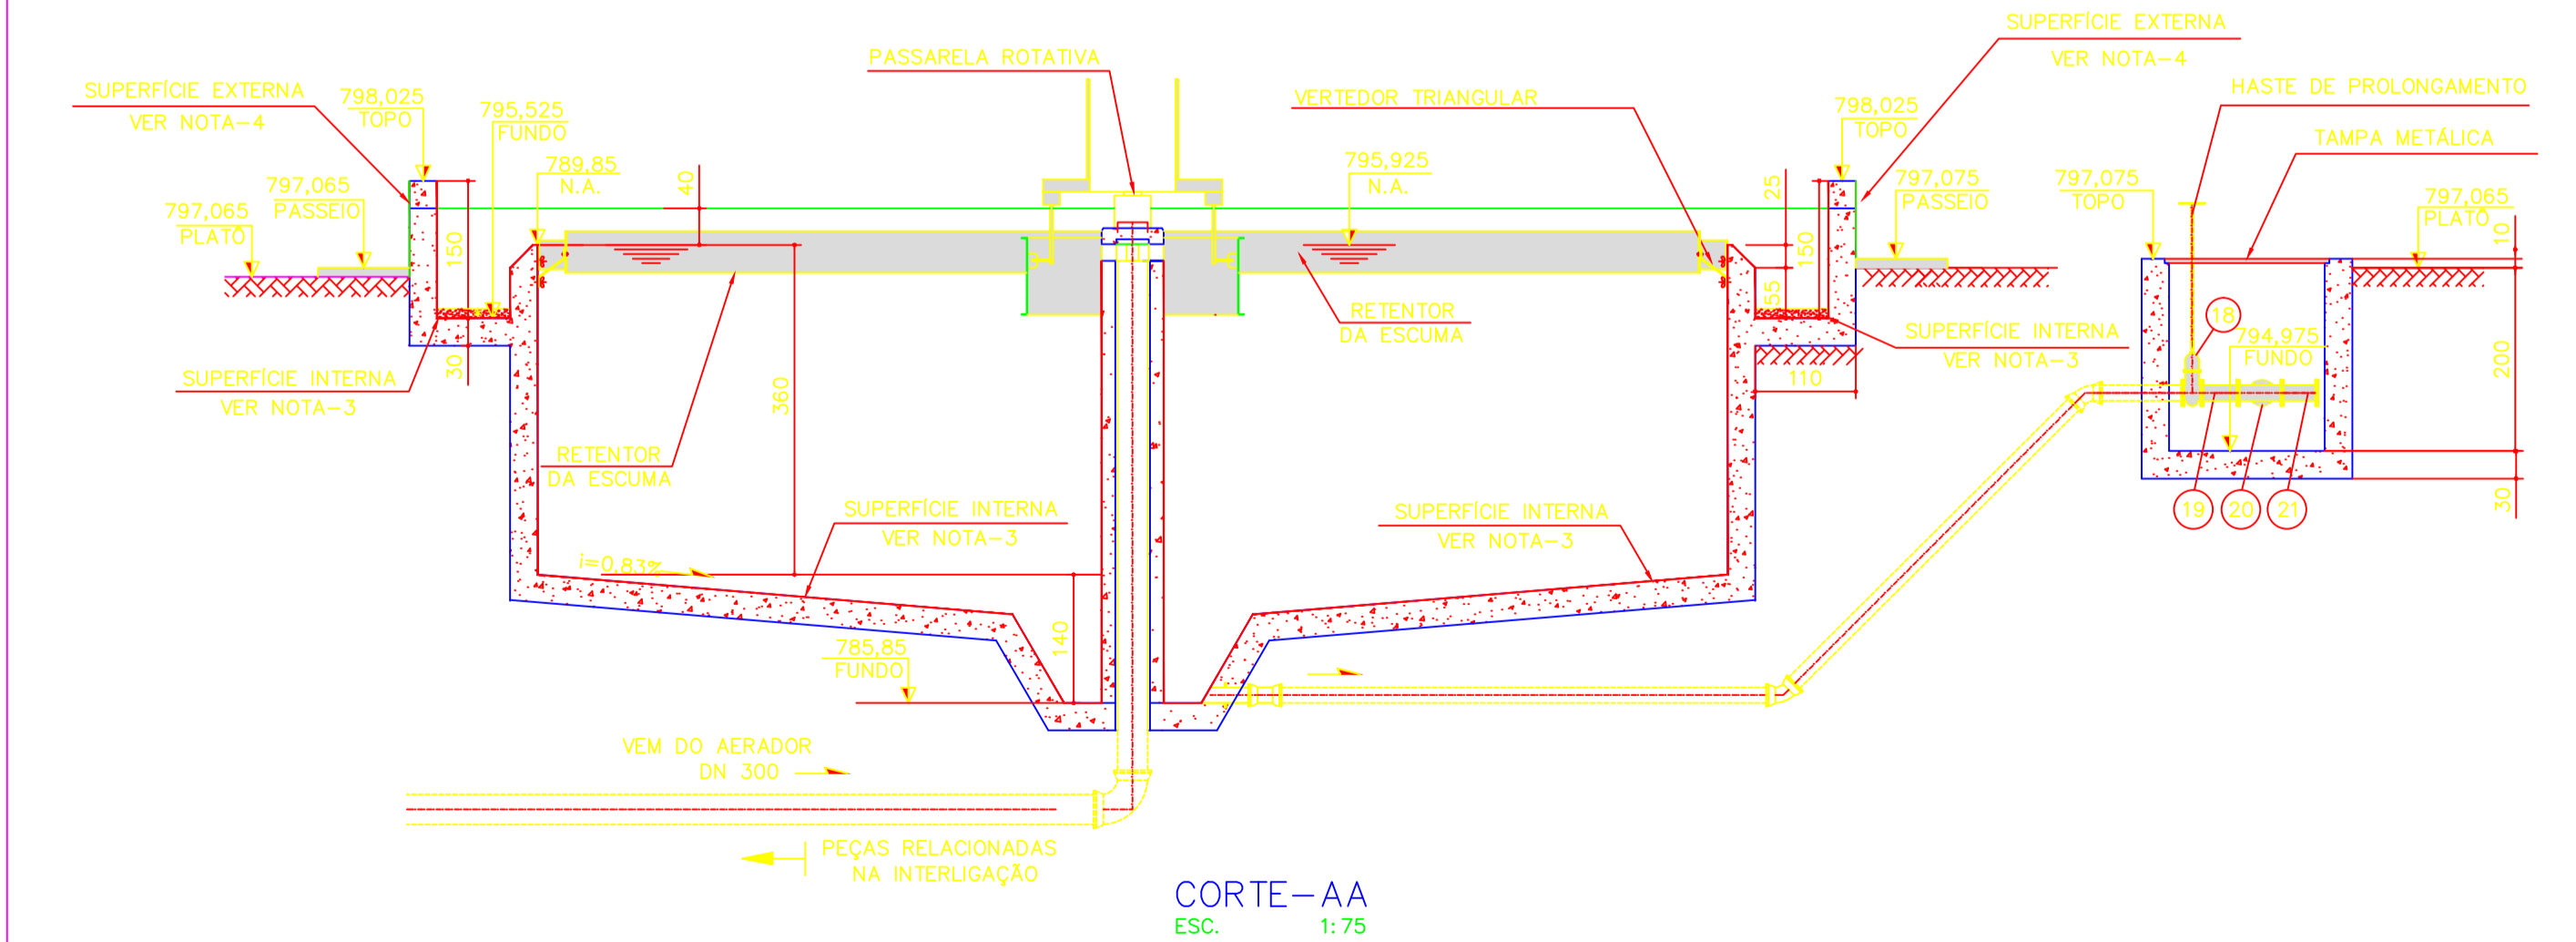 SUPERFÍCIE EXTERNA
VER NOTA-4
PASSARELA ROTATIVA
SUPERFÍCIE EXTERNA
VER NOTA-4
798,025
TOPO
795,525
FUNDO
VERTEDOR TRIANGULAR
798,025
TOPO
HASTE DE PROLONGAMENTO
TAMPA METÁLICA
797,065
PLATÔ
797,065
PASSEIO
789,85
N.A.
40
795,925
N.A.
25
797,075
PASSEIO
797,075
TOPO
797,065
PLATÔ
10
150
150
55
30
RETENTOR
DA ESCUMA
SUPERFÍCIE INTERNA
VER NOTA-3
18
794,975
FUNDO
200
110
SUPERFÍCIE INTERNA
VER NOTA-3
360
RETENTOR
DA ESCUMA
SUPERFÍCIE INTERNA
VER NOTA-3
SUPERFÍCIE INTERNA
VER NOTA-3
19
20
21
30
i=0,83%
140
785,85
FUNDO
VEM DO AERADOR
DN 300
PEÇAS RELACIONADAS
NA INTERLIGAÇÃO
CORTE-AA
ESC. 1:75